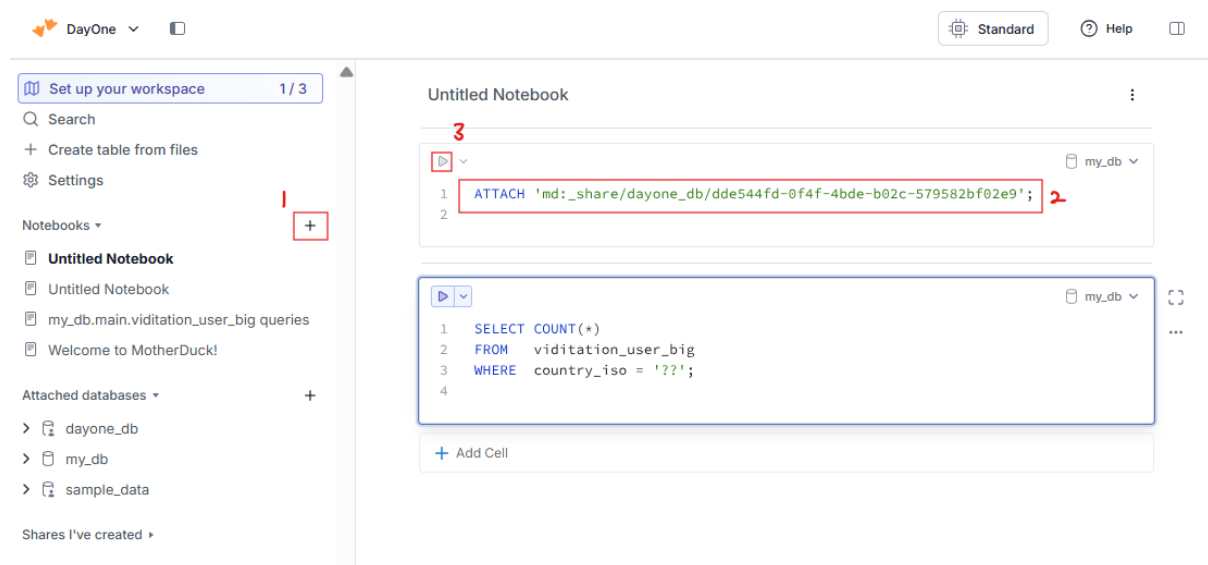 DayOne
Standard
Help
Set up your workspace 1 / 3
Search
Create table from files
Settings
1
Notebooks
+
Untitled Notebook
Untitled Notebook
my_db.main.viditation_user_big queries
Welcome to MotherDuck!
Attached databases
+
dayone_db
my_db
sample_data
Shares I've created
Untitled Notebook
3
my_db
1 ATTACH 'md:_share/dayone_db/dde544fd-0f4f-4bde-b02c-579582bf02e9';
2
2
my_db
1 SELECT COUNT(*)
2 FROM viditation_user_big
3 WHERE country_iso = '??';
4
+ Add Cell